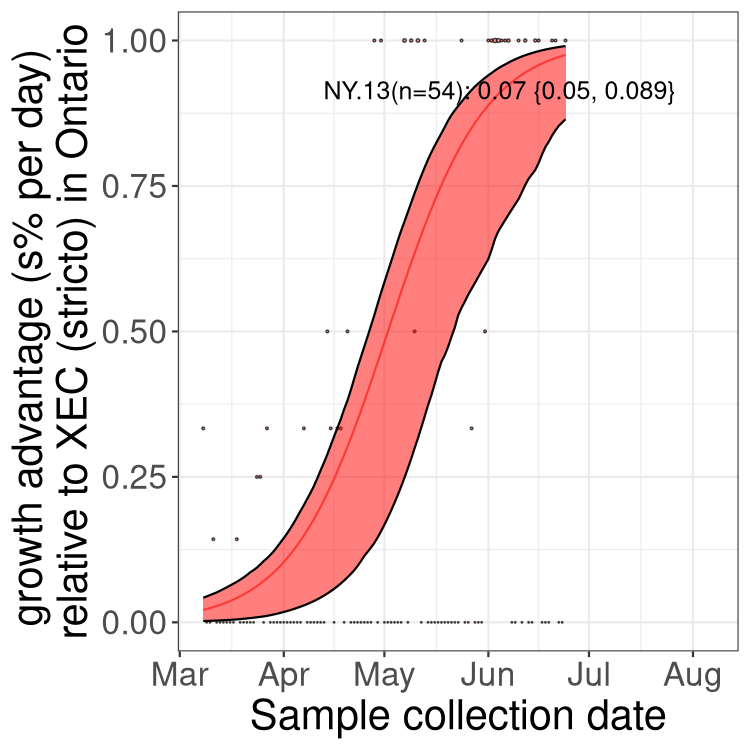 growth advantage (s% per day)
relative to XEC (stricto) in Ontario
1.00
0.75
0.50
0.25
0.00
NY.13(n=54): 0.07 {0.05, 0.089}
Mar Apr May Jun Jul Aug
Sample collection date